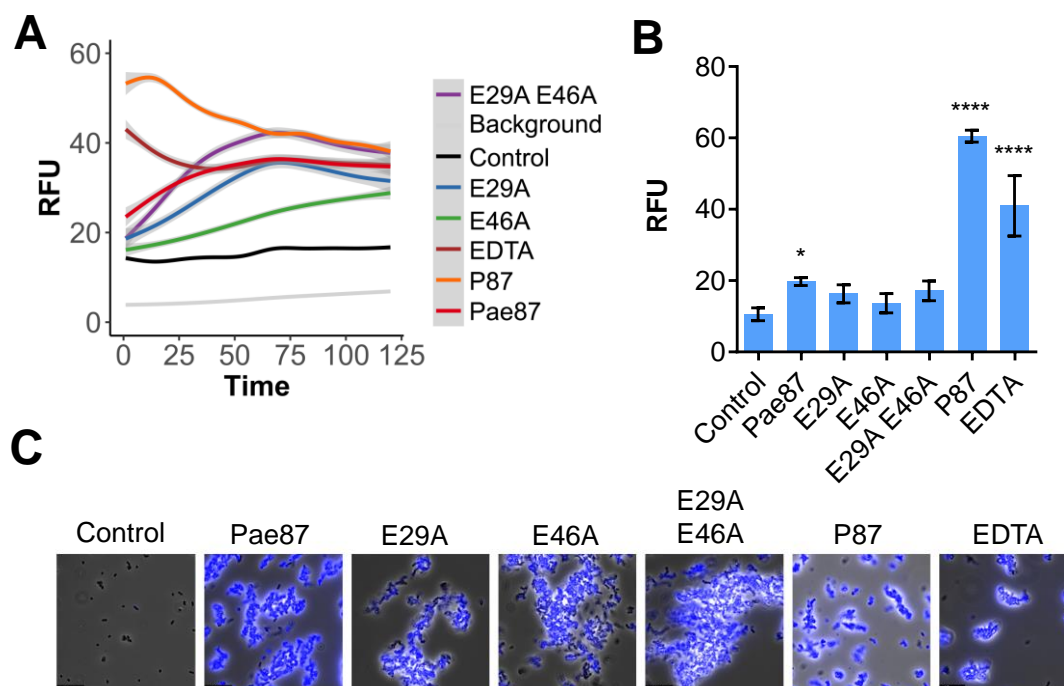 A
60
40
20
0
RFU
0 25 50 75 100 125
Time
E29A E46A
Background
Control
E29A
E46A
EDTA
P87
Pae87
B
80
60
40
20
0
RFU
*
****
****
Control
Pae87
E29A
E46A
E29A E46A
P87
EDTA
C
Control
Pae87
E29A
E46A
E29A
E46A
P87
EDTA